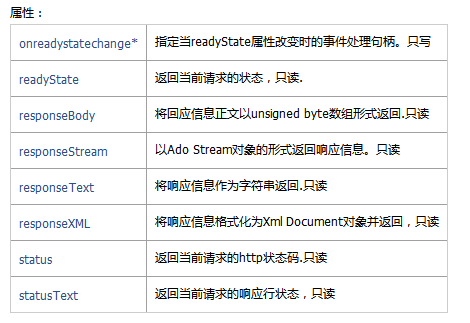 属性：
onreadystatechange* 指定当readyState属性改变时的事件处理句柄。只写
readyState 返回当前请求的状态，只读.
responseBody 将回应信息正文以unsigned byte数组形式返回.只读
responseStream 以Ado Stream对象的形式返回响应信息。只读
responseText 将响应信息作为字符串返回.只读
responseXML 将响应信息格式化为Xml Document对象并返回，只读
status 返回当前请求的http状态码.只读
statusText 返回当前请求的响应行状态，只读